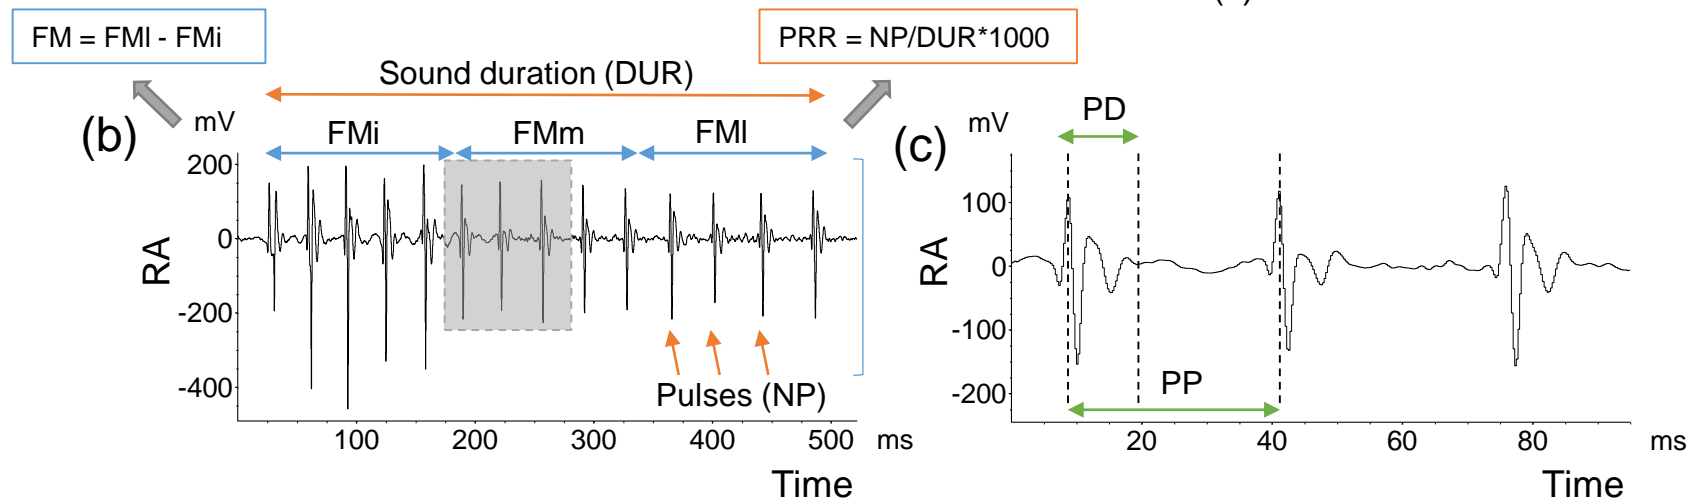 FM = FMl - FMi
PRR = NP/DUR*1000
Sound duration (DUR)
(b)
mV
FMi
FMm
FMl
200
0
-200
-400
RA
Pulses (NP)
100
200
300
400
500
ms
Time
(c)
mV
PD
100
0
-100
-200
RA
PP
20
40
60
80
ms
Time